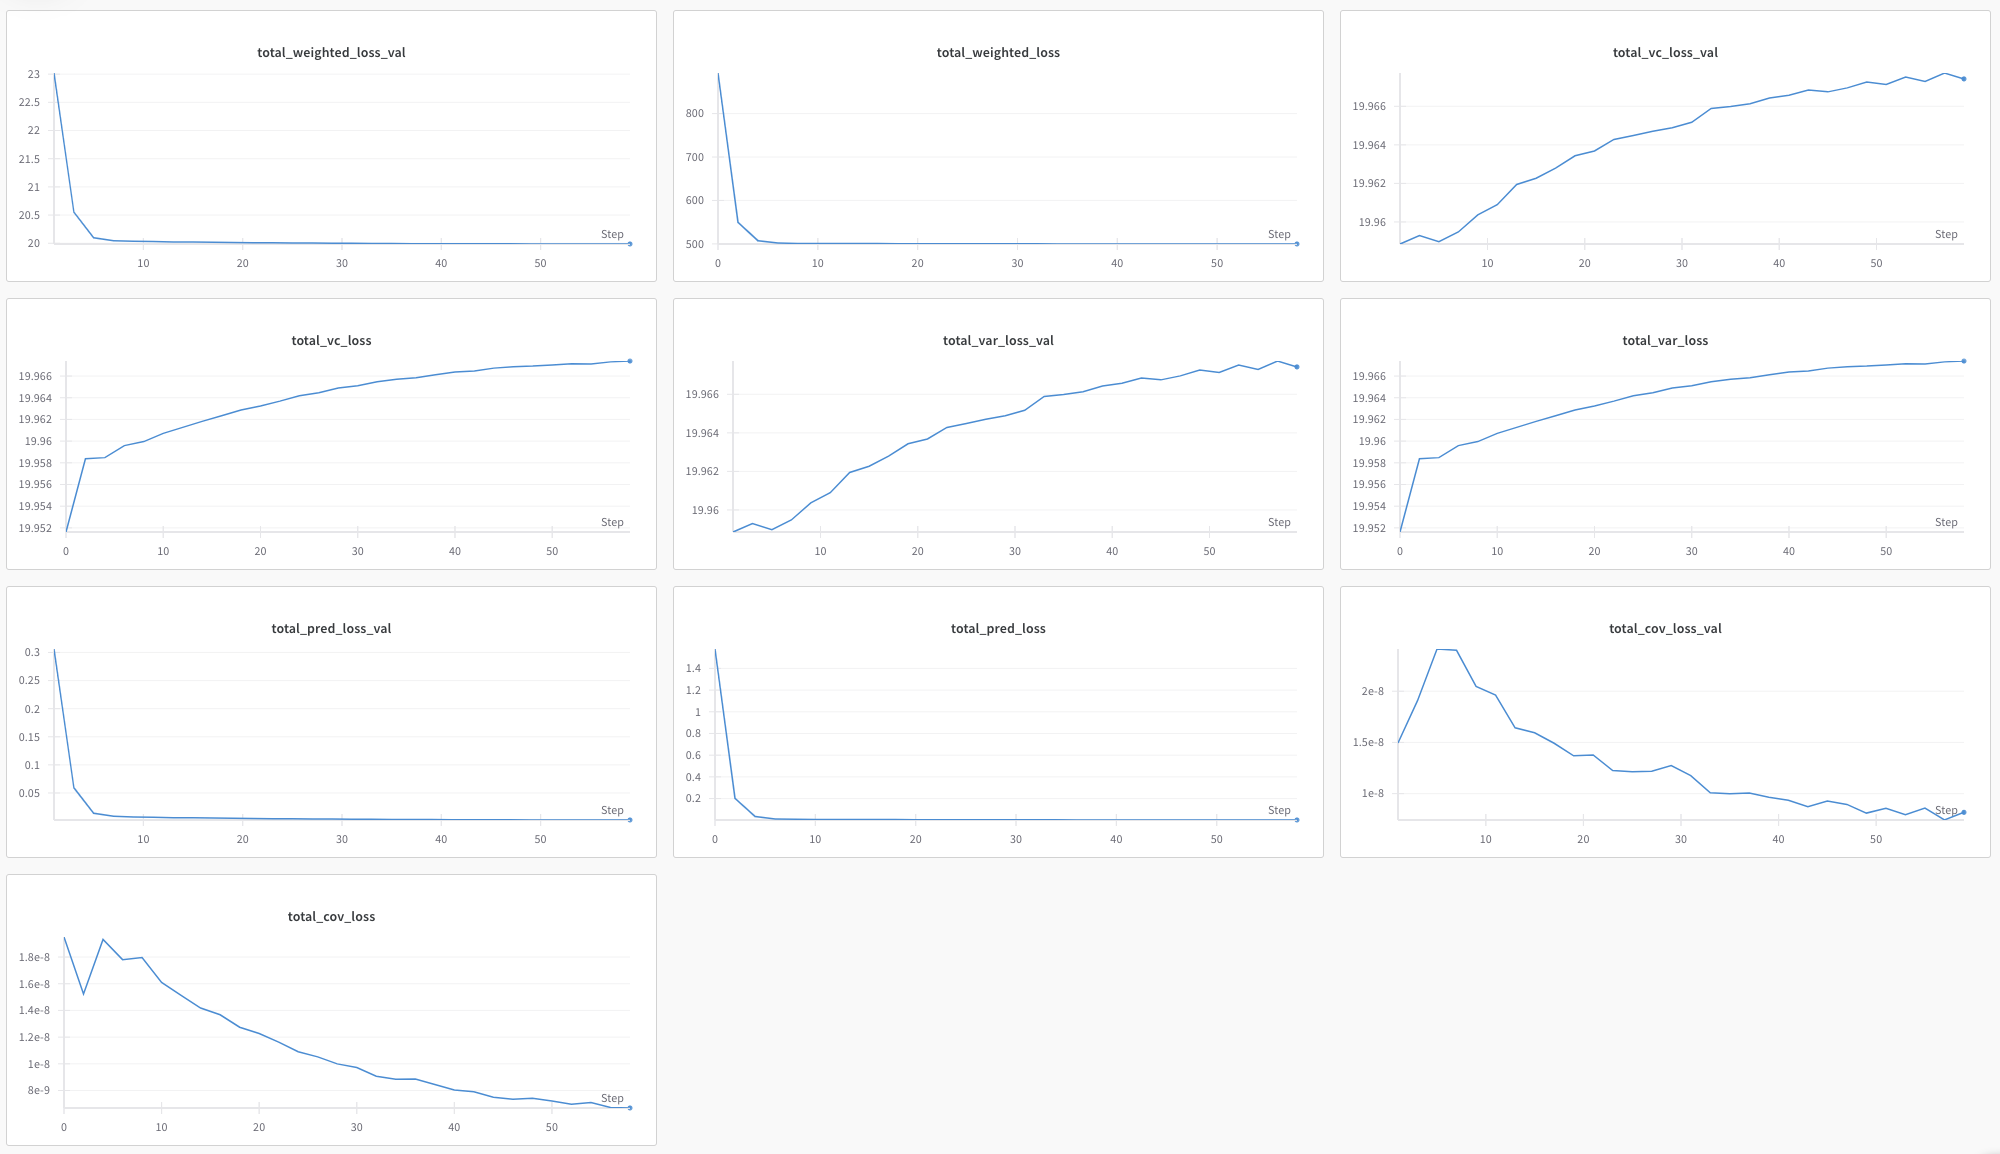 total_weighted_loss_val
23
22.5
22
21.5
21
20.5
20
Step
10 20 30 40 50
total_weighted_loss
800
700
600
500
Step
0 10 20 30 40 50
total_vc_loss_val
19.966
19.964
19.962
19.96
Step
10 20 30 40 50
total_vc_loss
19.966
19.964
19.962
19.96
19.958
19.956
19.954
19.952
Step
0 10 20 30 40 50
total_var_loss_val
19.966
19.964
19.962
19.96
Step
10 20 30 40 50
total_var_loss
19.966
19.964
19.962
19.96
19.958
19.956
19.954
19.952
Step
0 10 20 30 40 50
total_pred_loss_val
0.3
0.25
0.2
0.15
0.1
0.05
Step
10 20 30 40 50
total_pred_loss
1.4
1.2
1
0.8
0.6
0.4
0.2
Step
0 10 20 30 40 50
total_cov_loss_val
2e-8
1.5e-8
1e-8
Step
10 20 30 40 50
total_cov_loss
1.8e-8
1.6e-8
1.4e-8
1.2e-8
1e-8
8e-9
Step
0 10 20 30 40 50